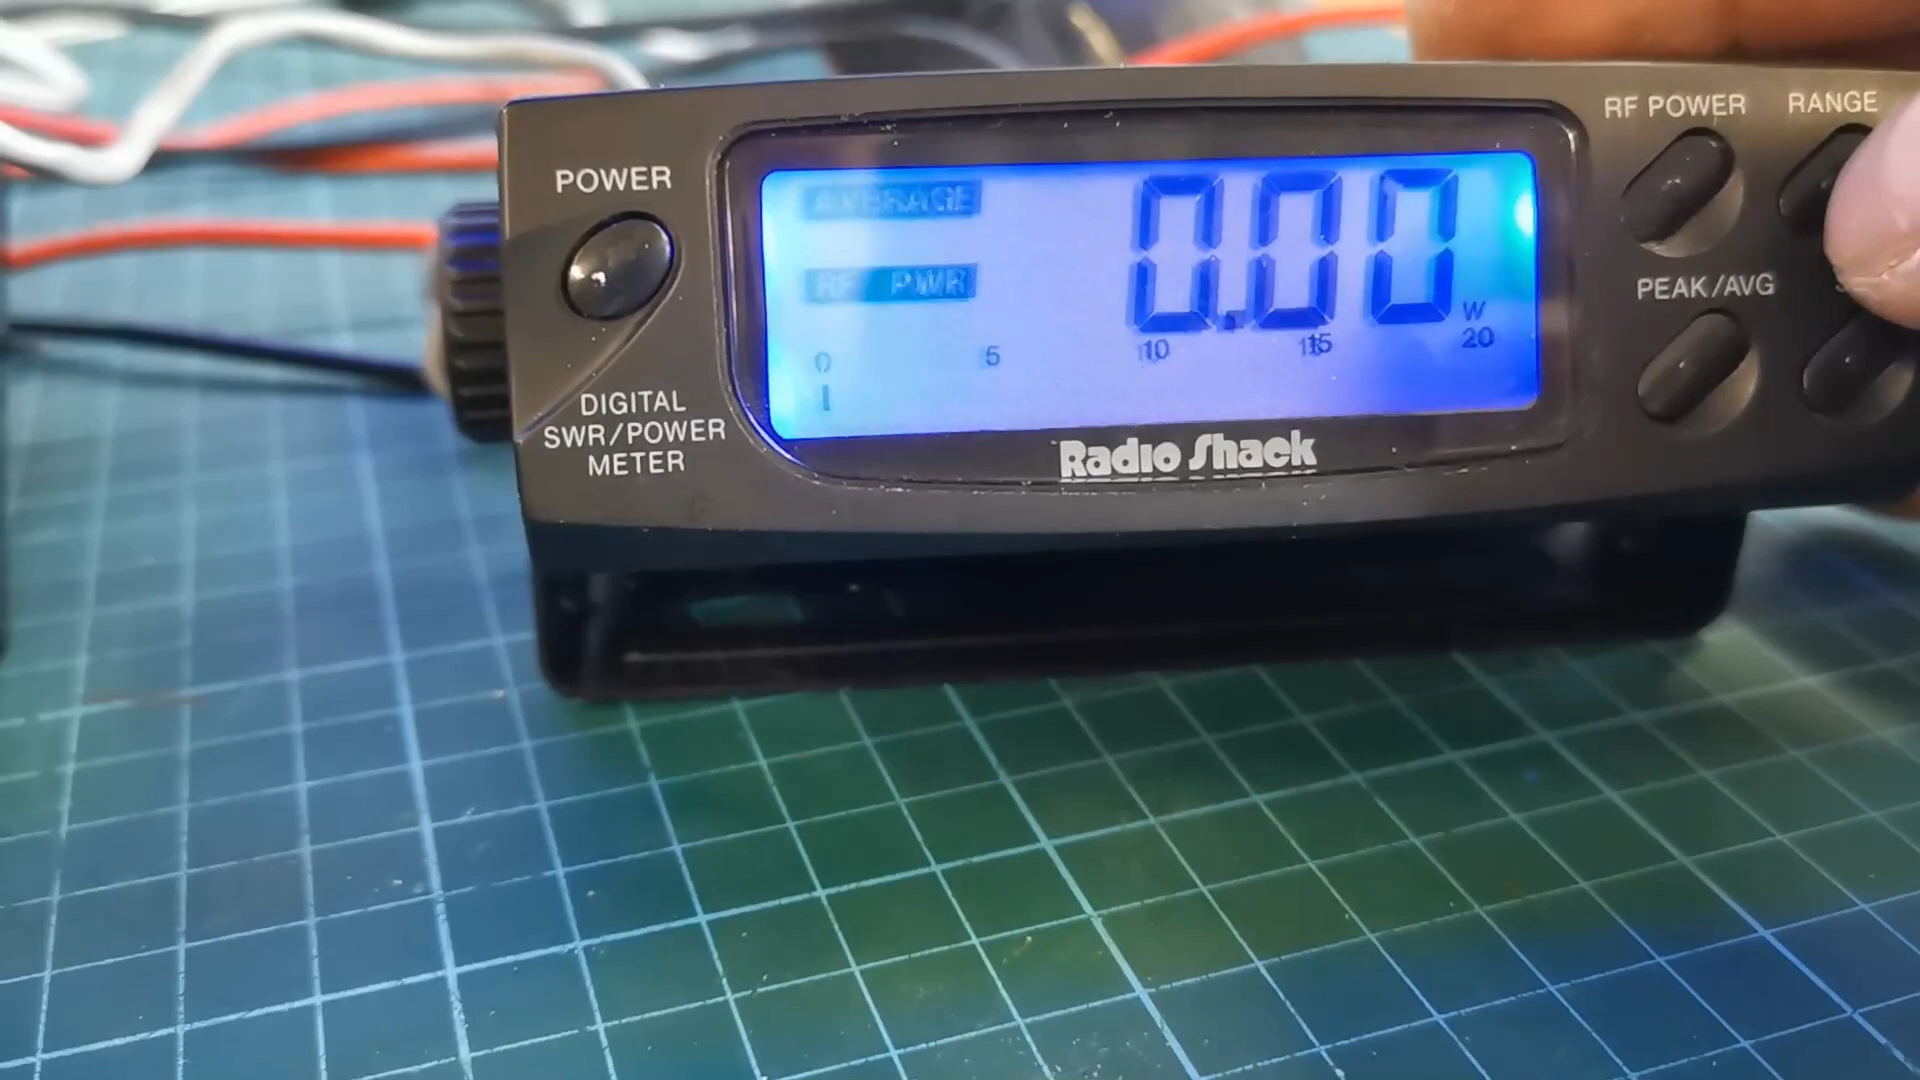 POWER
DIGITAL
SWR/POWER
METER
AVERAGE
RF PWR
0.00 W
0 5 10 15 20
Radio Shack
RF POWER RANGE
PEAK/AVG